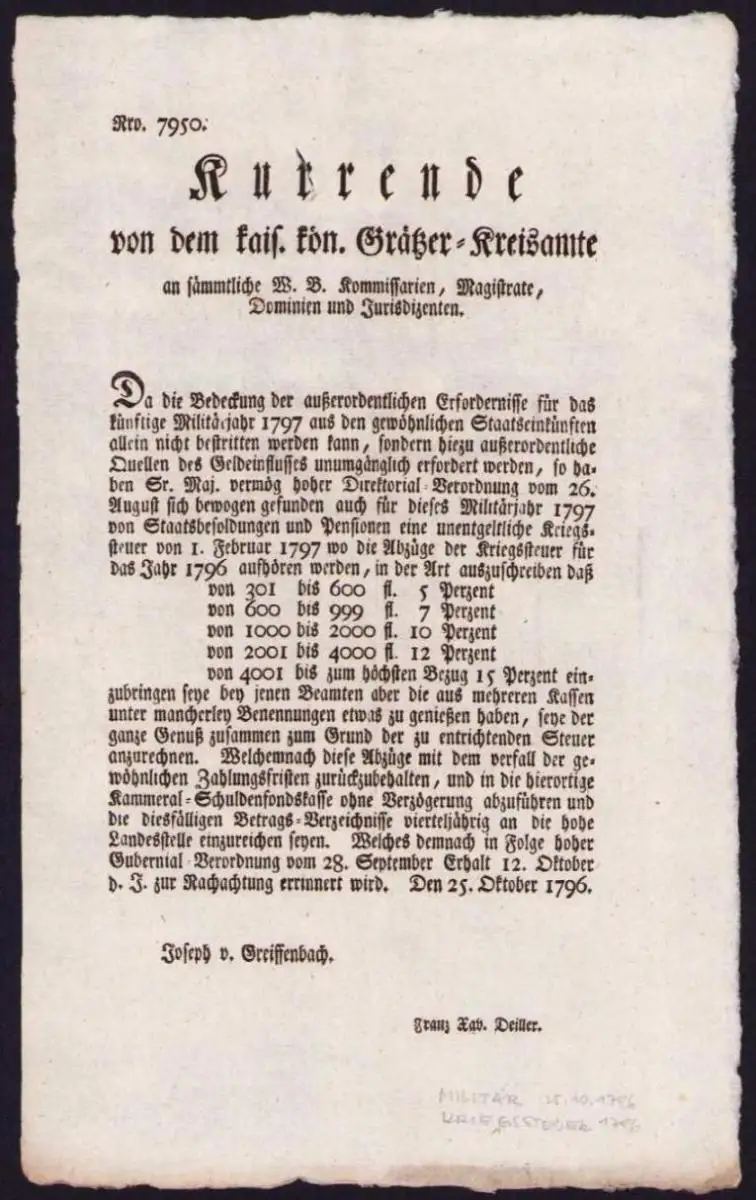 Nro. 7950.
Kurrende
von dem kais. kön. Grätzer-Kreisamte
an sämmtliche W. B. Kommissarien, Magistrate,
Dominien und Jurisdizenten.
Da die Bedeckung der außerordentlichen Erfordernisse für das
künftige Militärjahr 1797 aus den gewöhnlichen Staatseinkünften
allein nicht bestritten werden kann, sondern hiezu außerordentliche
Quellen des Geldeinflusses unumgänglich erfordert werden, so ha-
ben Sr. Maj. vermög hoher Direktorial-Verordnung vom 26.
August sich bewogen gefunden auch für dieses Militärjahr 1797
von Staatsbesoldungen und Pensionen eine unentgeltliche Kriegs-
steuer von 1. Februar 1797 wo die Abzüge der Kriegssteuer für
das Jahr 1796 aufhören werden, in der Art auszuschreiben daß
von 301 bis 600 fl. 5 Perzent
von 600 bis 999 fl. 7 Perzent
von 1000 bis 2000 fl. 10 Perzent
von 2001 bis 4000 fl. 12 Perzent
von 4001 bis zum höchsten Bezug 15 Perzent ein-
zubringen seye bey jenen Beamten aber die aus mehreren Kassen
unter mancherley Benennungen etwas zu genießen haben, seye der
ganze Genuß zusammen zum Grund der zu entrichtenden Steuer
anzurechnen. Welchemnach diese Abzüge mit dem verfall der ge-
wöhnlichen Zahlungsfristen zurückzubehalten, und in die hierortige
Kammeral-Schuldenfondskasse ohne Verzögerung abzuführen und
die diesfälligen Betrags-Verzeichnisse vierteljährig an die hohe
Landesstelle einzureichen seyen. Welches demnach in Folge hoher
Gubernial-Verordnung vom 28. September Erhalt 12. Oktober
d. J. zur Nachachtung errinnert wird. Den 25. Oktober 1796.
Joseph v. Greiffenbach.
Franz Xav. Deiller.
MILITÄR 25.10.1796
KRIEGSSTEUER 1796